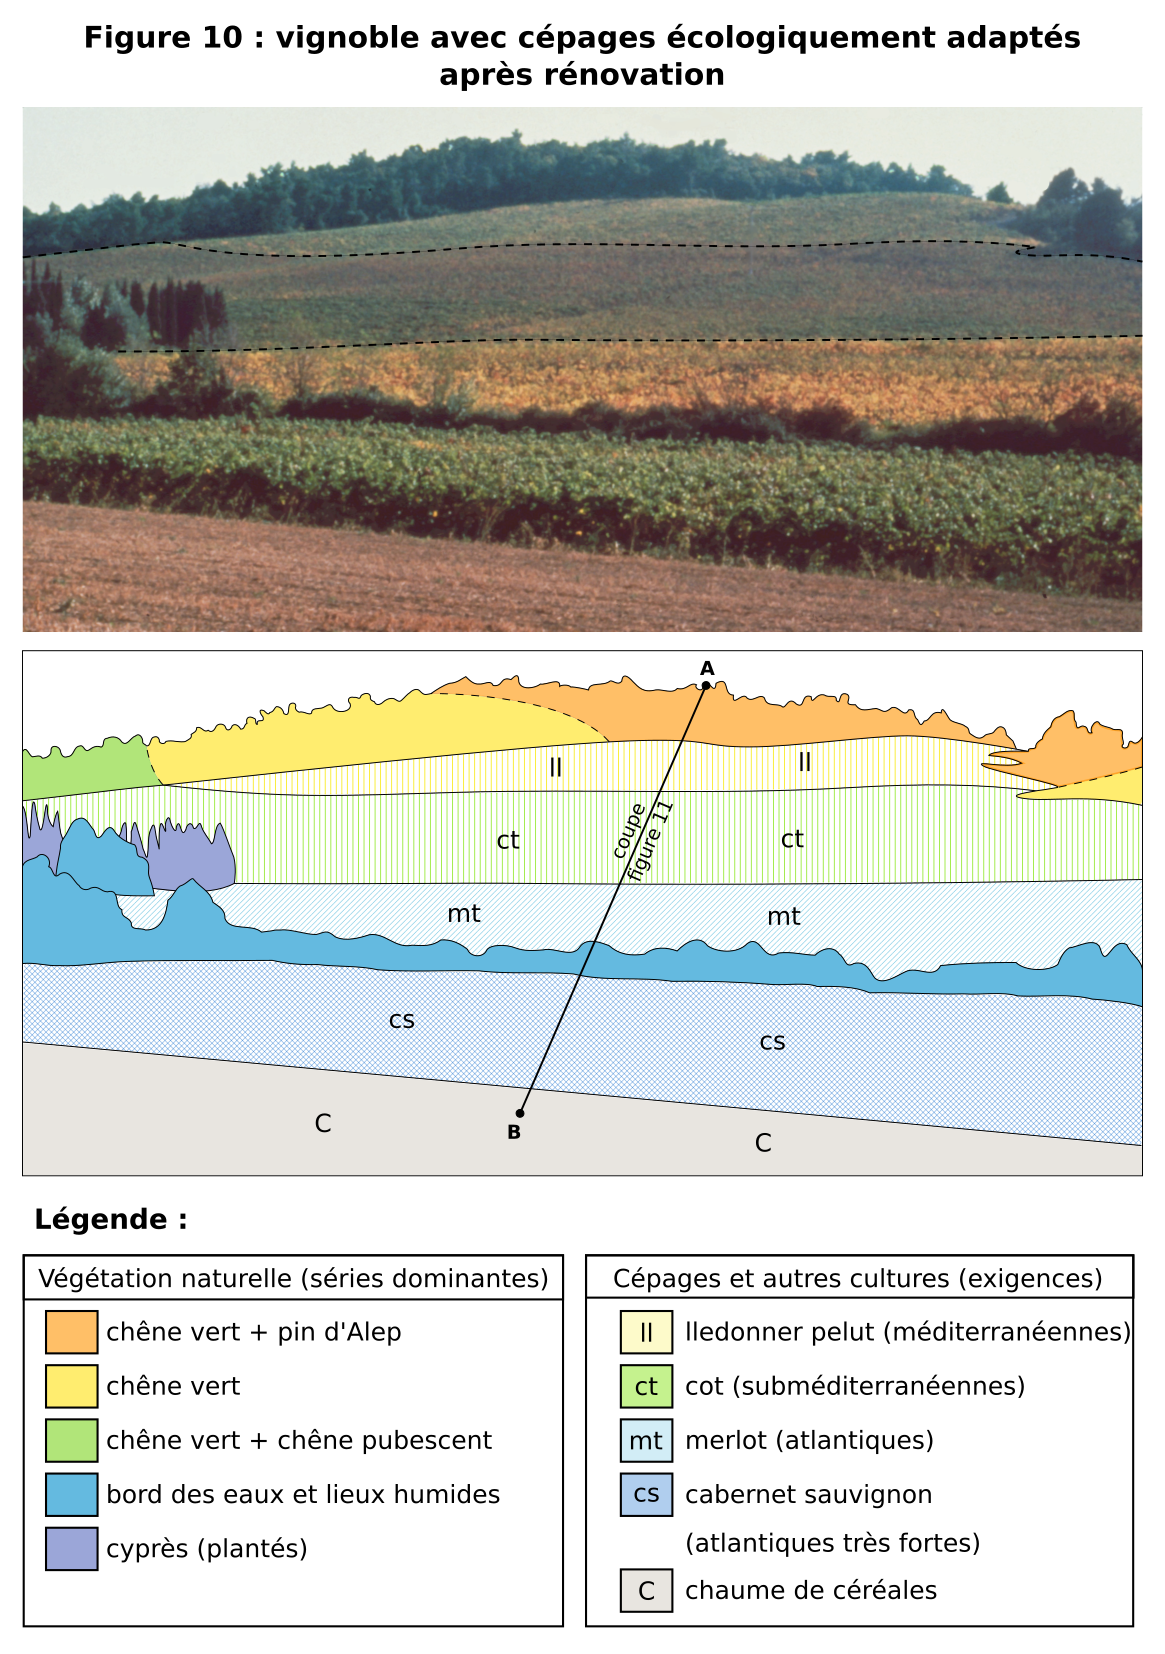 Figure 10 : vignoble avec cépages écologiquement adaptés
après rénovation
A
ll
ll
coupe
figure 11
ct
ct
mt
mt
cs
cs
B
C
C
Légende :
Végétation naturelle (séries dominantes)
chêne vert + pin d'Alep
chêne vert
chêne vert + chêne pubescent
bord des eaux et lieux humides
cyprès (plantés)
Cépages et autres cultures (exigences)
ll lledonner pelut (méditerranéennes)
ct cot (subméditerranéennes)
mt merlot (atlantiques)
cs cabernet sauvignon
(atlantiques très fortes)
C chaume de céréales